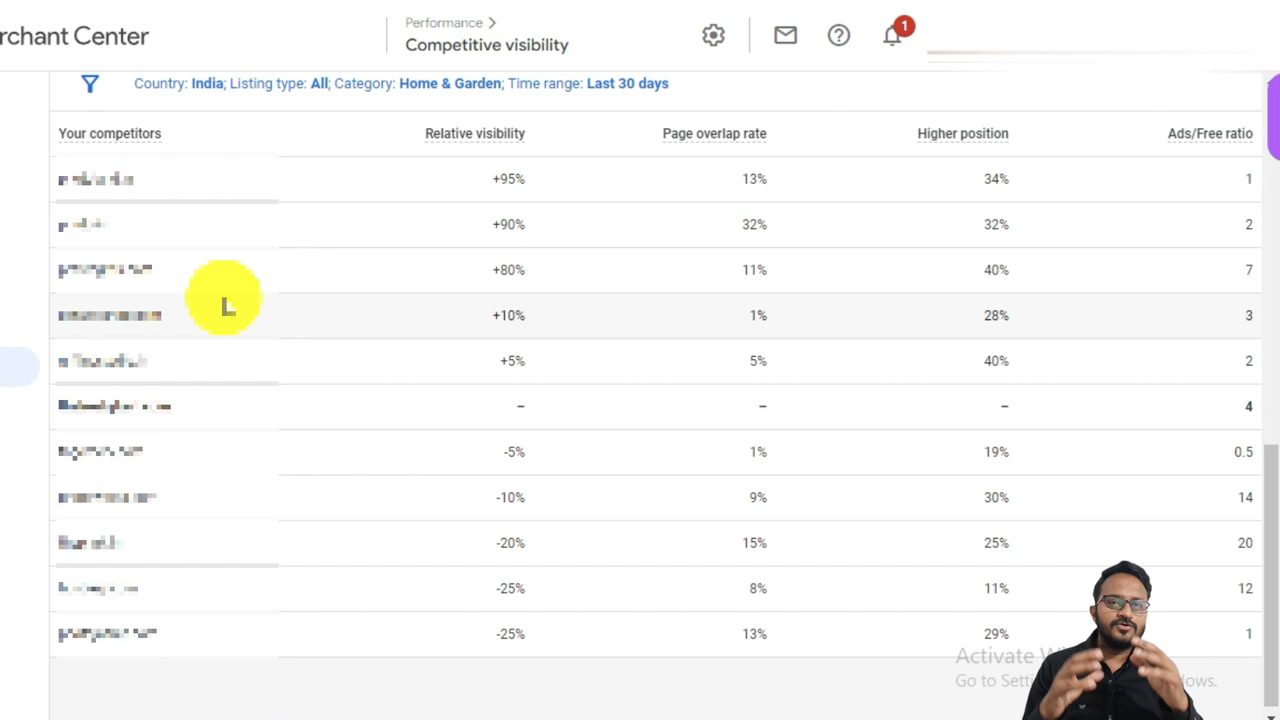 rchant Center
Performance
Competitive visibility
1
Country: India; Listing type: All; Category: Home & Garden; Time range: Last 30 days
Your competitors Relative visibility Page overlap rate Higher position Ads/Free ratio
+95% 13% 34% 1
+90% 32% 32% 2
+80% 11% 40% 7
+10% 1% 28% 3
+5% 5% 40% 2
– – – 4
-5% 1% 19% 0.5
-10% 9% 30% 14
-20% 15% 25% 20
-25% 8% 11% 12
-25% 13% 29% 1
Activate W
Go to Setti ows.